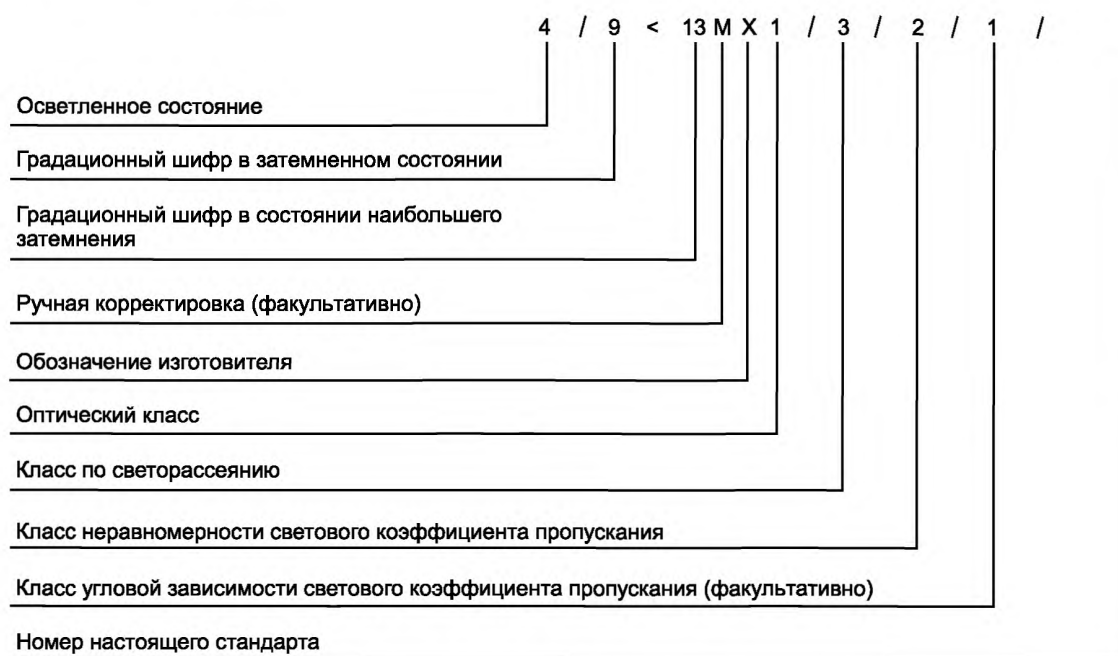 4 / 9 < 13 М Х 1 / 3 / 2 / 1 /
Осветленное состояние
Градационный шифр в затемненном состоянии
Градационный шифр в состоянии наибольшего
затемнения
Ручная корректировка (факультативно)
Обозначение изготовителя
Оптический класс
Класс по светорассеянию
Класс неравномерности светового коэффициента пропускания
Класс угловой зависимости светового коэффициента пропускания (факультативно)
Номер настоящего стандарта